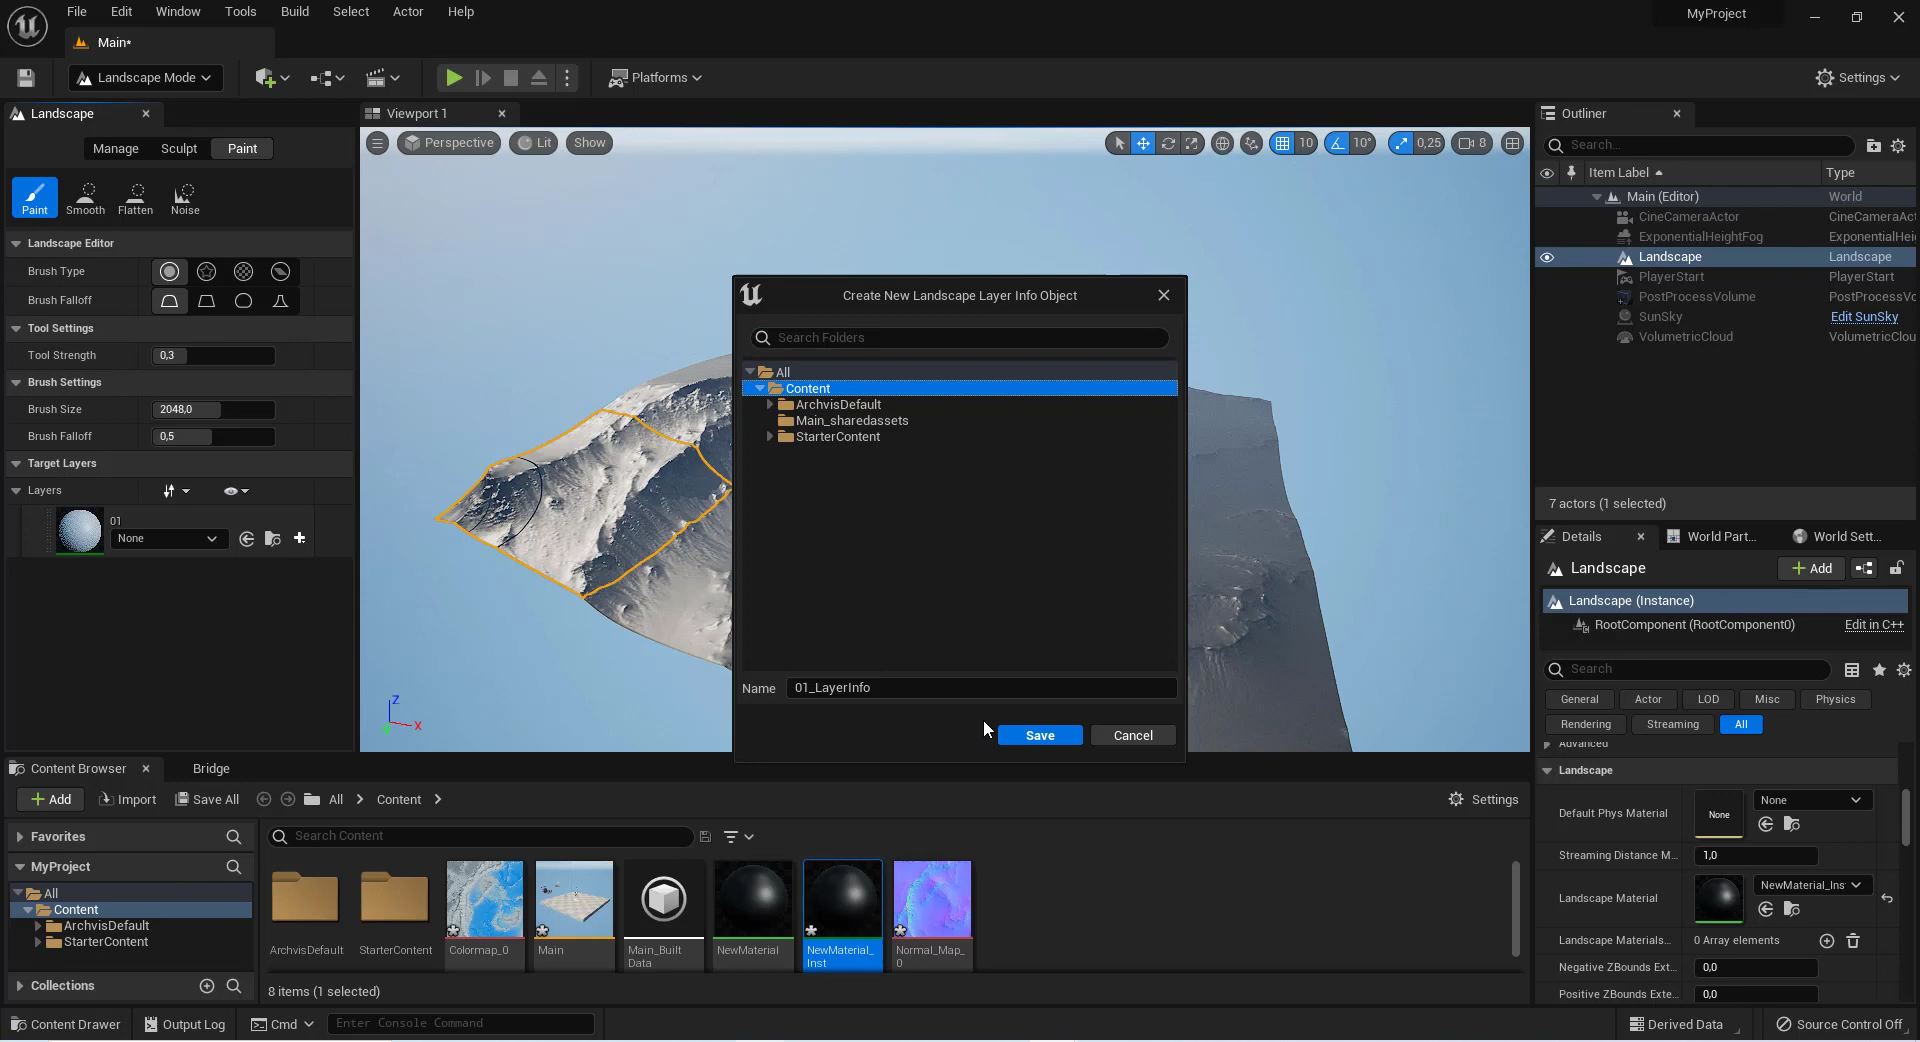 File Edit Window Tools Build Select Actor Help
MyProject
Main*
Landscape Mode
Platforms
Settings
Landscape
Viewport 1
Outliner
Manage Sculpt Paint
Perspective Lit Show
10 10° 0,25 8
Search...
Item Label Type
Paint Smooth Flatten Noise
Main (Editor) World
CineCameraActor CineCameraAct
ExponentialHeightFog ExponentialHei
Landscape Landscape
PlayerStart PlayerStart
PostProcessVolume PostProcessVo
SunSky Edit SunSky
VolumetricCloud VolumetricClou
7 actors (1 selected)
Landscape Editor
Brush Type
Brush Falloff
Tool Settings
Tool Strength 0,3
Brush Settings
Brush Size 2048,0
Brush Falloff 0,5
Target Layers
Layers
01
None
Create New Landscape Layer Info Object
Search Folders
All
Content
ArchvisDefault
Main_sharedassets
StarterContent
Name 01_LayerInfo
Save Cancel
Z
X
Y
Details World Part... World Sett...
Landscape Add
Landscape (Instance)
RootComponent (RootComponent0) Edit in C++
Search
General Actor LOD Misc Physics
Rendering Streaming All
Advanced
Landscape
Default Phys Material None None
Streaming Distance M... 1,0
Landscape Material NewMaterial_Ins
Landscape Materials... 0 Array elements
Negative ZBounds Ext... 0,0
Positive ZBounds Exte... 0,0
Content Browser Bridge
Add Import Save All All Content Settings
Favorites
MyProject
All
Content
ArchvisDefault
StarterContent
Collections
Search Content
ArchvisDefault
StarterContent
Colormap_0
Main
Main_Built
Data
NewMaterial
NewMaterial_
Inst
Normal_Map_
0
8 items (1 selected)
Content Drawer Output Log Cmd Enter Console Command Derived Data Source Control Off